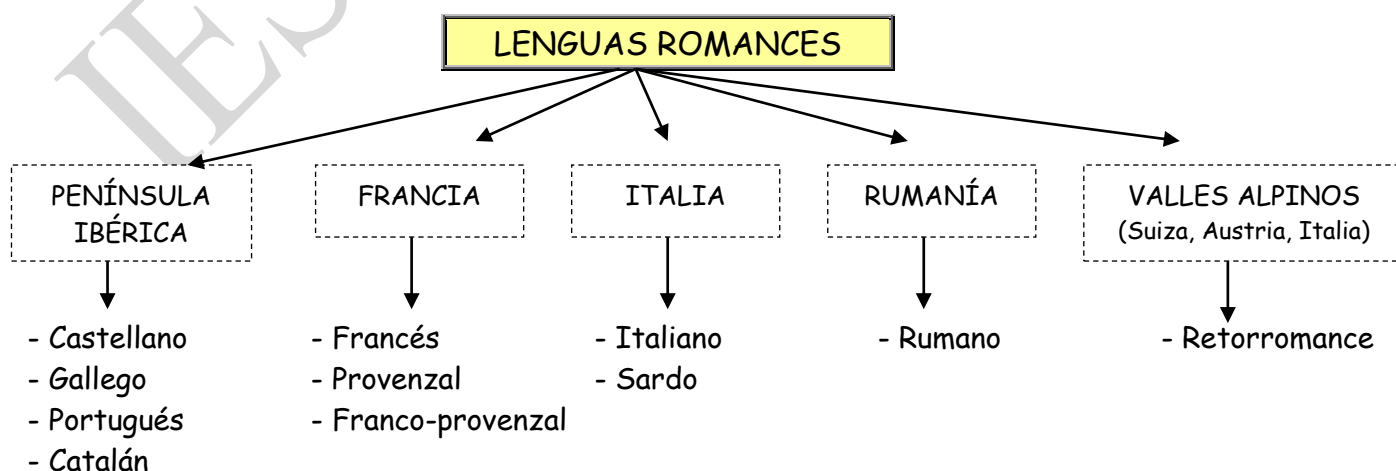 IES
LENGUAS ROMANCES
PENÍNSULA
IBÉRICA
FRANCIA
ITALIA
RUMANÍA
VALLES ALPINOS
(Suiza, Austria, Italia)
- Castellano
- Gallego
- Portugués
- Catalán
- Francés
- Provenzal
- Franco-provenzal
- Italiano
- Sardo
- Rumano
- Retorromance